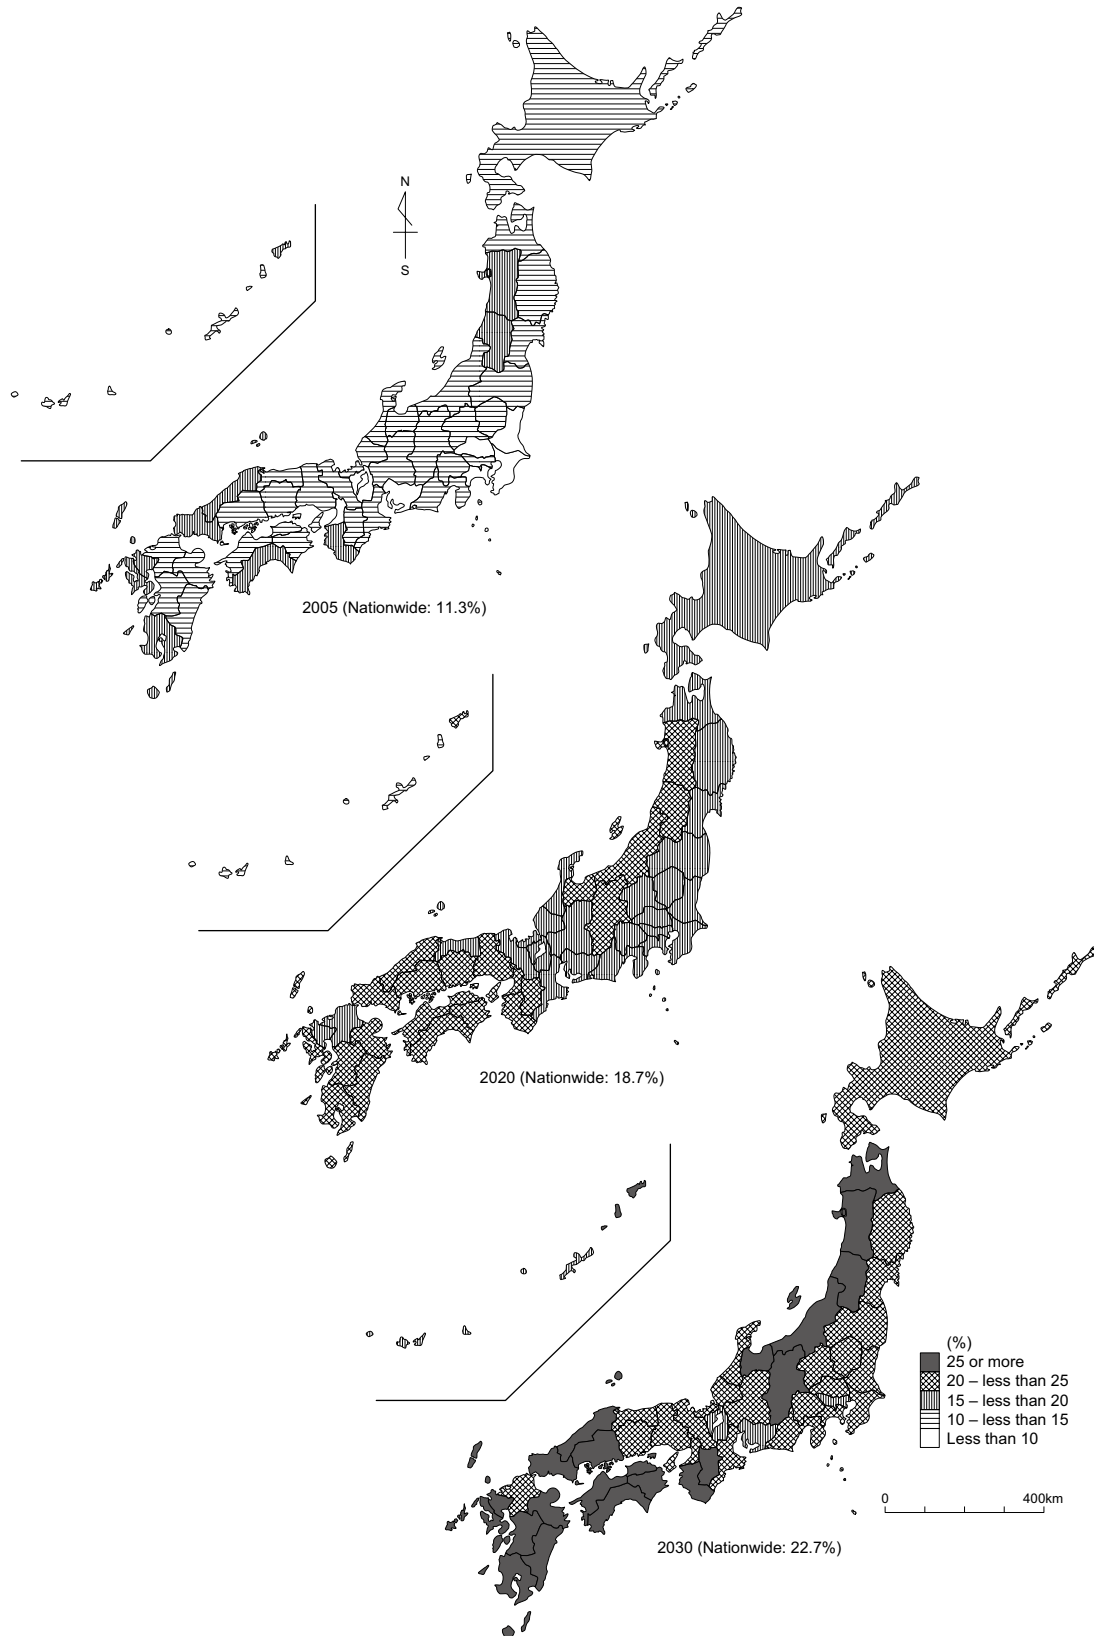 N
S
2005 (Nationwide: 11.3%)
2020 (Nationwide: 18.7%)
(%)
25 or more
20 – less than 25
15 – less than 20
10 – less than 15
Less than 10
0 400km
2030 (Nationwide: 22.7%)